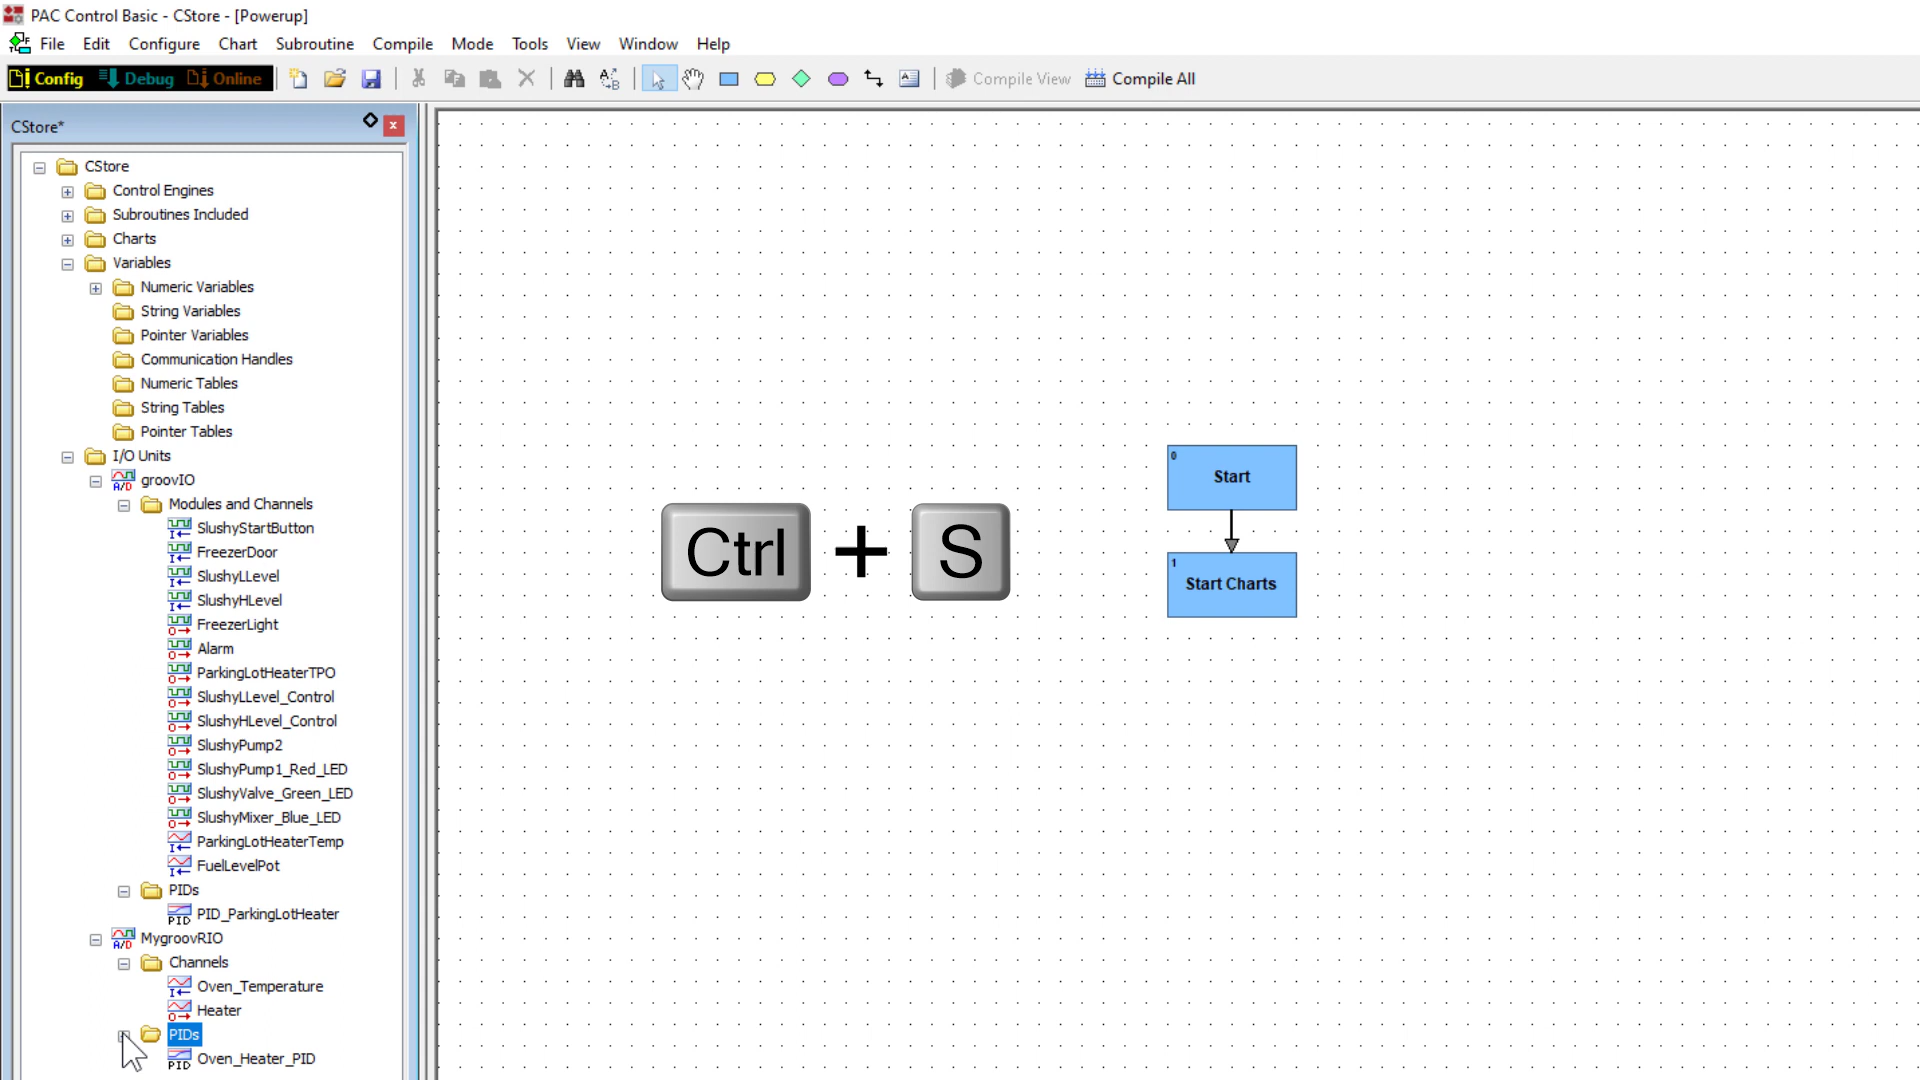 PAC Control Basic - CStore - [Powerup]
File Edit Configure Chart Subroutine Compile Mode Tools View Window Help
Config Debug Online Compile View Compile All
CStore*
CStore
Control Engines
Subroutines Included
Charts
Variables
Numeric Variables
String Variables
Pointer Variables
Communication Handles
Numeric Tables
String Tables
Pointer Tables
I/O Units
groovIO
Modules and Channels
SlushyStartButton
FreezerDoor
SlushyLLevel
SlushyHLevel
FreezerLight
Alarm
ParkingLotHeaterTPO
SlushyLLevel_Control
SlushyHLevel_Control
SlushyPump2
SlushyPump1_Red_LED
SlushyValve_Green_LED
SlushyMixer_Blue_LED
ParkingLotHeaterTemp
FuelLevelPot
PIDs
PID_ParkingLotHeater
MygroovRIO
Channels
Oven_Temperature
Heater
PIDs
Oven_Heater_PID
Ctrl + S
0
Start
1
Start Charts